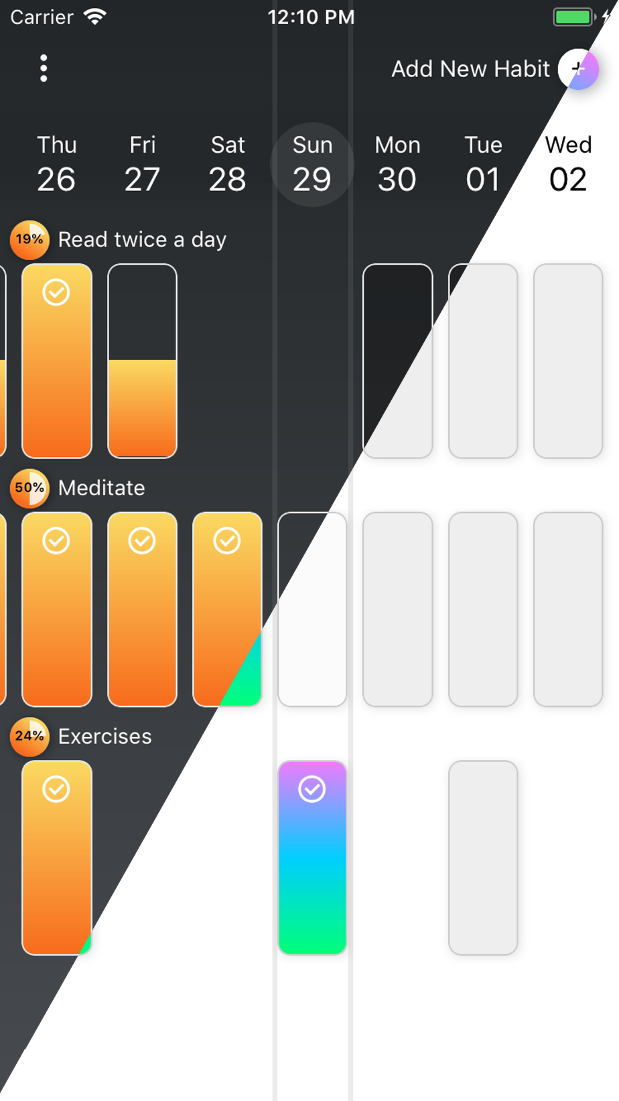 Carrier 12:10 PM
Add New Habit
Thu Fri Sat Sun Mon Tue Wed
26 27 28 29 30 01 02
19% Read twice a day
50% Meditate
24% Exercises